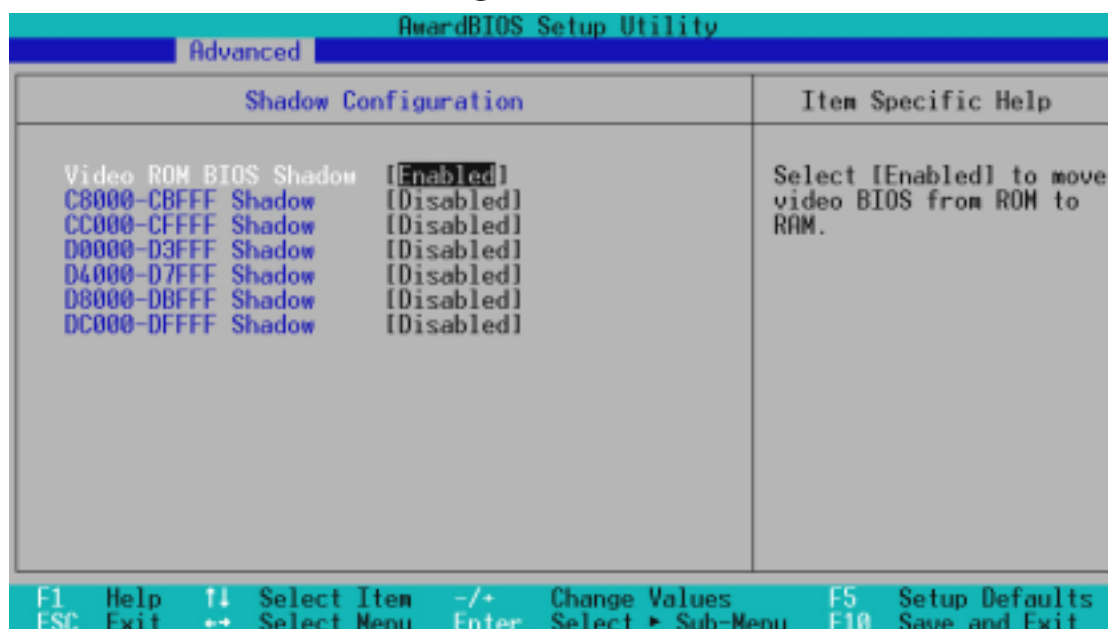 AwardBIOS Setup Utility
Advanced
Shadow Configuration
Item Specific Help
Video ROM BIOS Shadow [Enabled]
C8000-CBFFF Shadow [Disabled]
CC000-CFFFF Shadow [Disabled]
D0000-D3FFF Shadow [Disabled]
D4000-D7FFF Shadow [Disabled]
D8000-DBFFF Shadow [Disabled]
DC000-DFFFF Shadow [Disabled]
Select [Enabled] to move
video BIOS from ROM to
RAM.
F1 Help ↑↓ Select Item -/+ Change Values F5 Setup Defaults
ESC Exit ←→ Select Menu Enter Select ► Sub-Menu F10 Save and Exit